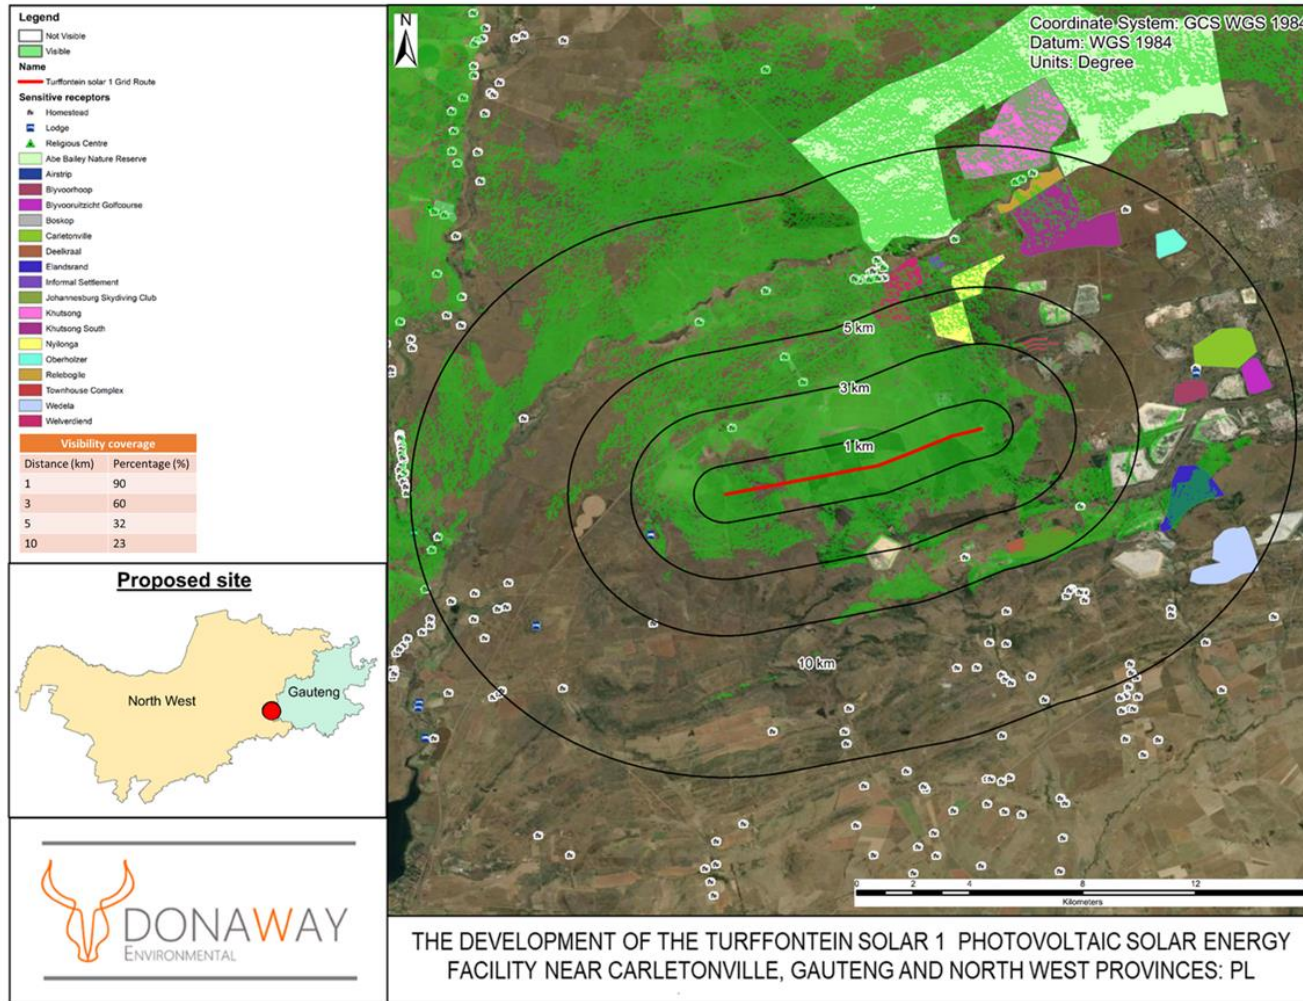 Legend
Not Visible
Visible
Name
Turffontein solar 1 Grid Route
Sensitive receptors
Homestead
Lodge
Religious Centre
Abe Bailey Nature Reserve
Airstrip
Blyvoorhoop
Blyvooruitzicht Golfcourse
Boskop
Carletonville
Deelkraal
Elandsrand
Informal Settlement
Johannesburg Skydiving Club
Khutsong
Khutsong South
Nyilonga
Oberholzer
Relebogile
Townhouse Complex
Wedela
Welverdiend
Visibility coverage
Distance (km) Percentage (%)
1 90
3 60
5 32
10 23
Proposed site
North West
Gauteng
DONAWAY
ENVIRONMENTAL
N
Coordinate System: GCS WGS 1984
Datum: WGS 1984
Units: Degree
5 km
3 km
1 km
10 km
0 2 4 8 12
Kilometers
THE DEVELOPMENT OF THE TURFFONTEIN SOLAR 1 PHOTOVOLTAIC SOLAR ENERGY
FACILITY NEAR CARLETONVILLE, GAUTENG AND NORTH WEST PROVINCES: PL